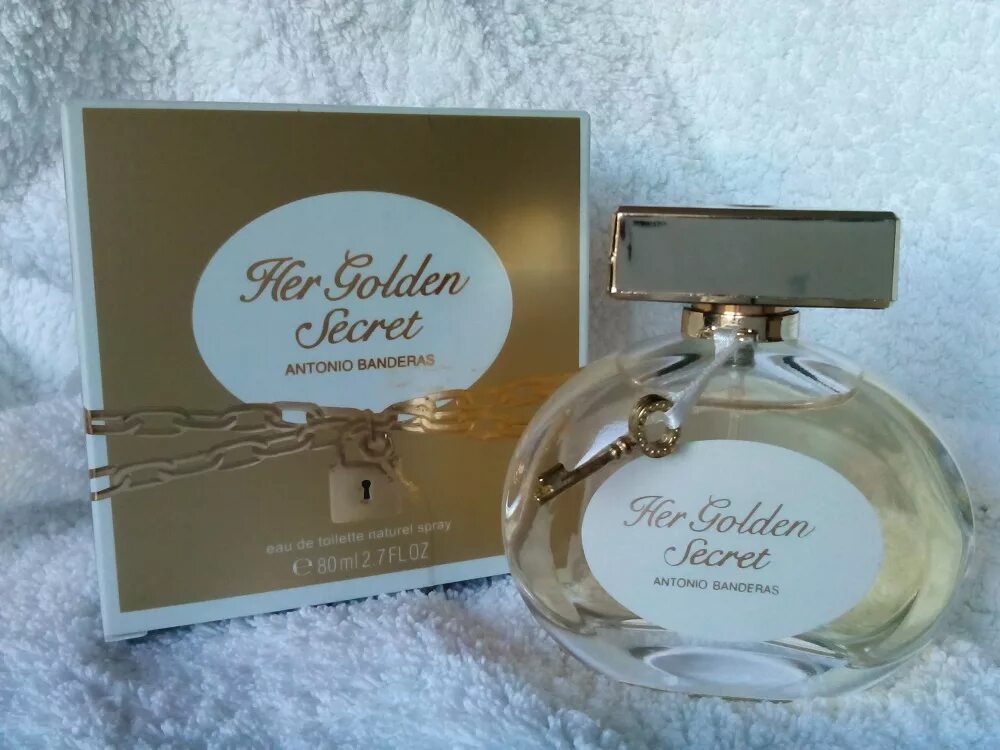 Her Golden
Secret
ANTONIO BANDERAS
eau de toilette naturel spray
℮ 80 ml 2.7 FL OZ
Her Golden
Secret
ANTONIO BANDERAS